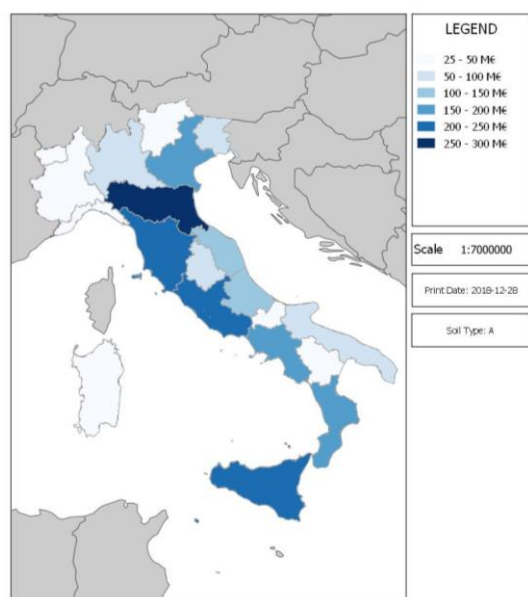 LEGEND
25 - 50 M€
50 - 100 M€
100 - 150 M€
150 - 200 M€
200 - 250 M€
250 - 300 M€
Scale 1:7000000
Print Date: 2018-12-28
Soil Type: A